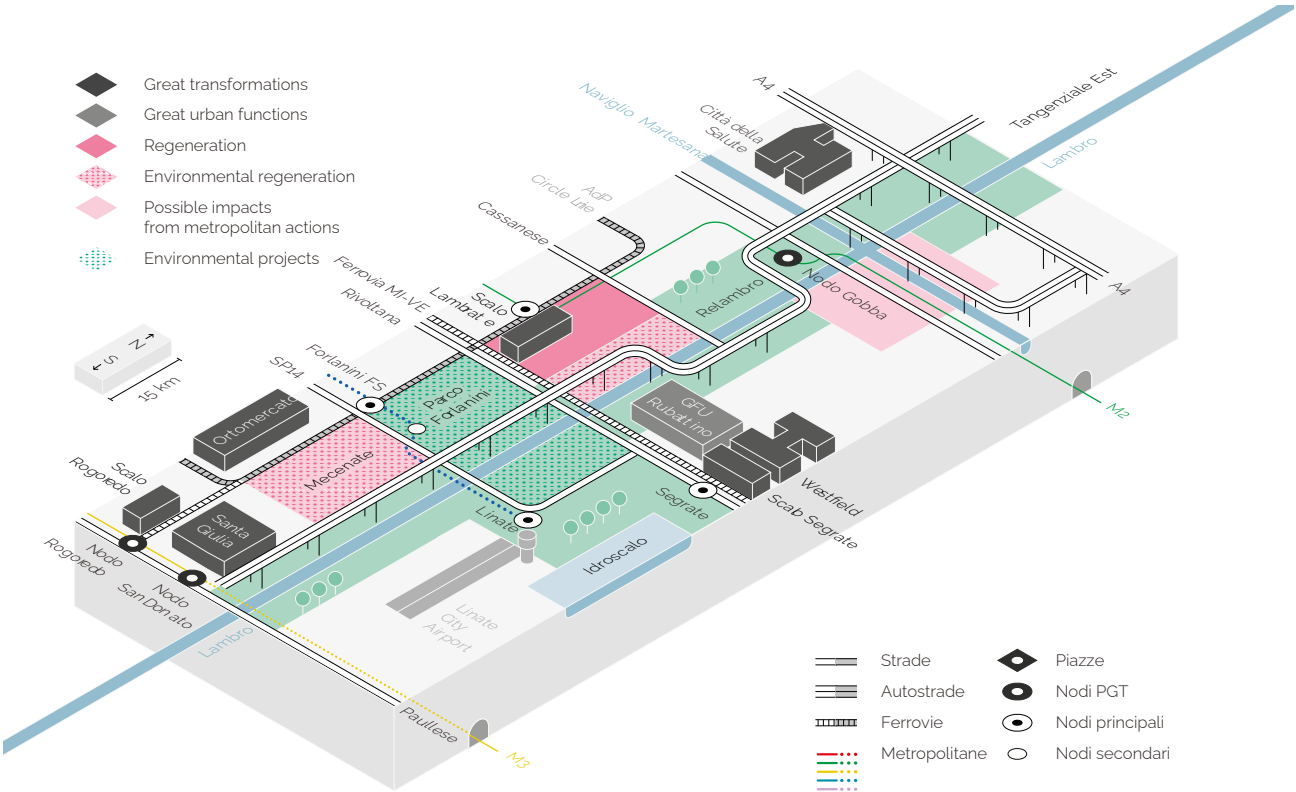 Great transformations
Great urban functions
Regeneration
Environmental regeneration
Possible impacts
from metropolitan actions
Environmental projects
A4
Tangenziale Est
Naviglio Martesana
Città della
Salute
Lambro
AdP
Circle Line
Cassanese
Ferrovia MI-VE
Rivoltana
Scalo
Lambrate
Relambro
Nodo Gobba
A4
N
S
15 km
Forlanini FS
SP14
Parco
Forlanini
GFU
Rubattino
M2
Ortomercato
Mecenate
Scalo
Rogoredo
Santa
Giulia
Linate
Segrate
Westfield
Scalo Segrate
Idroscalo
Nodo
Rogoredo
Nodo
San Donato
Lambro
Linate
City
Airport
Paullese
M3
Strade
Autostrade
Ferrovie
Metropolitane
Piazze
Nodi PGT
Nodi principali
Nodi secondari